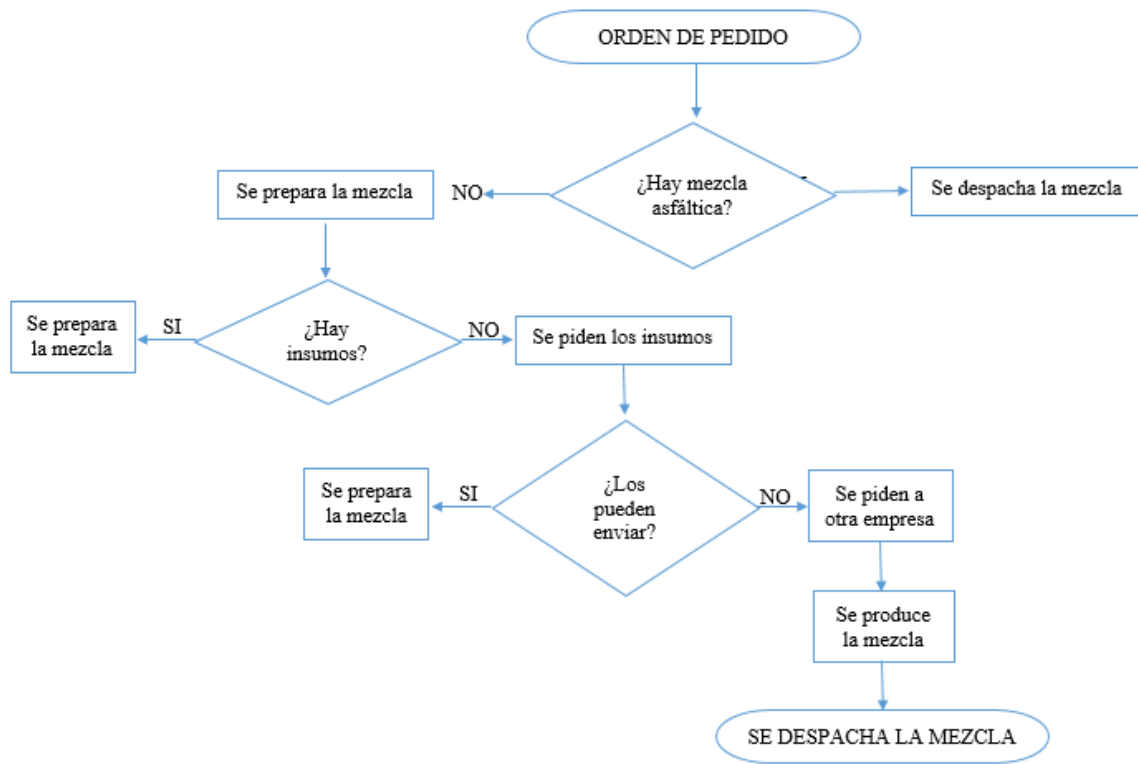 ORDEN DE PEDIDO
¿Hay mezcla
asfáltica?
NO
Se prepara la mezcla
Se despacha la mezcla
¿Hay
insumos?
SI
Se prepara
la mezcla
NO
Se piden los insumos
¿Los
pueden
enviar?
SI
Se prepara
la mezcla
NO
Se piden a
otra empresa
Se produce
la mezcla
SE DESPACHA LA MEZCLA